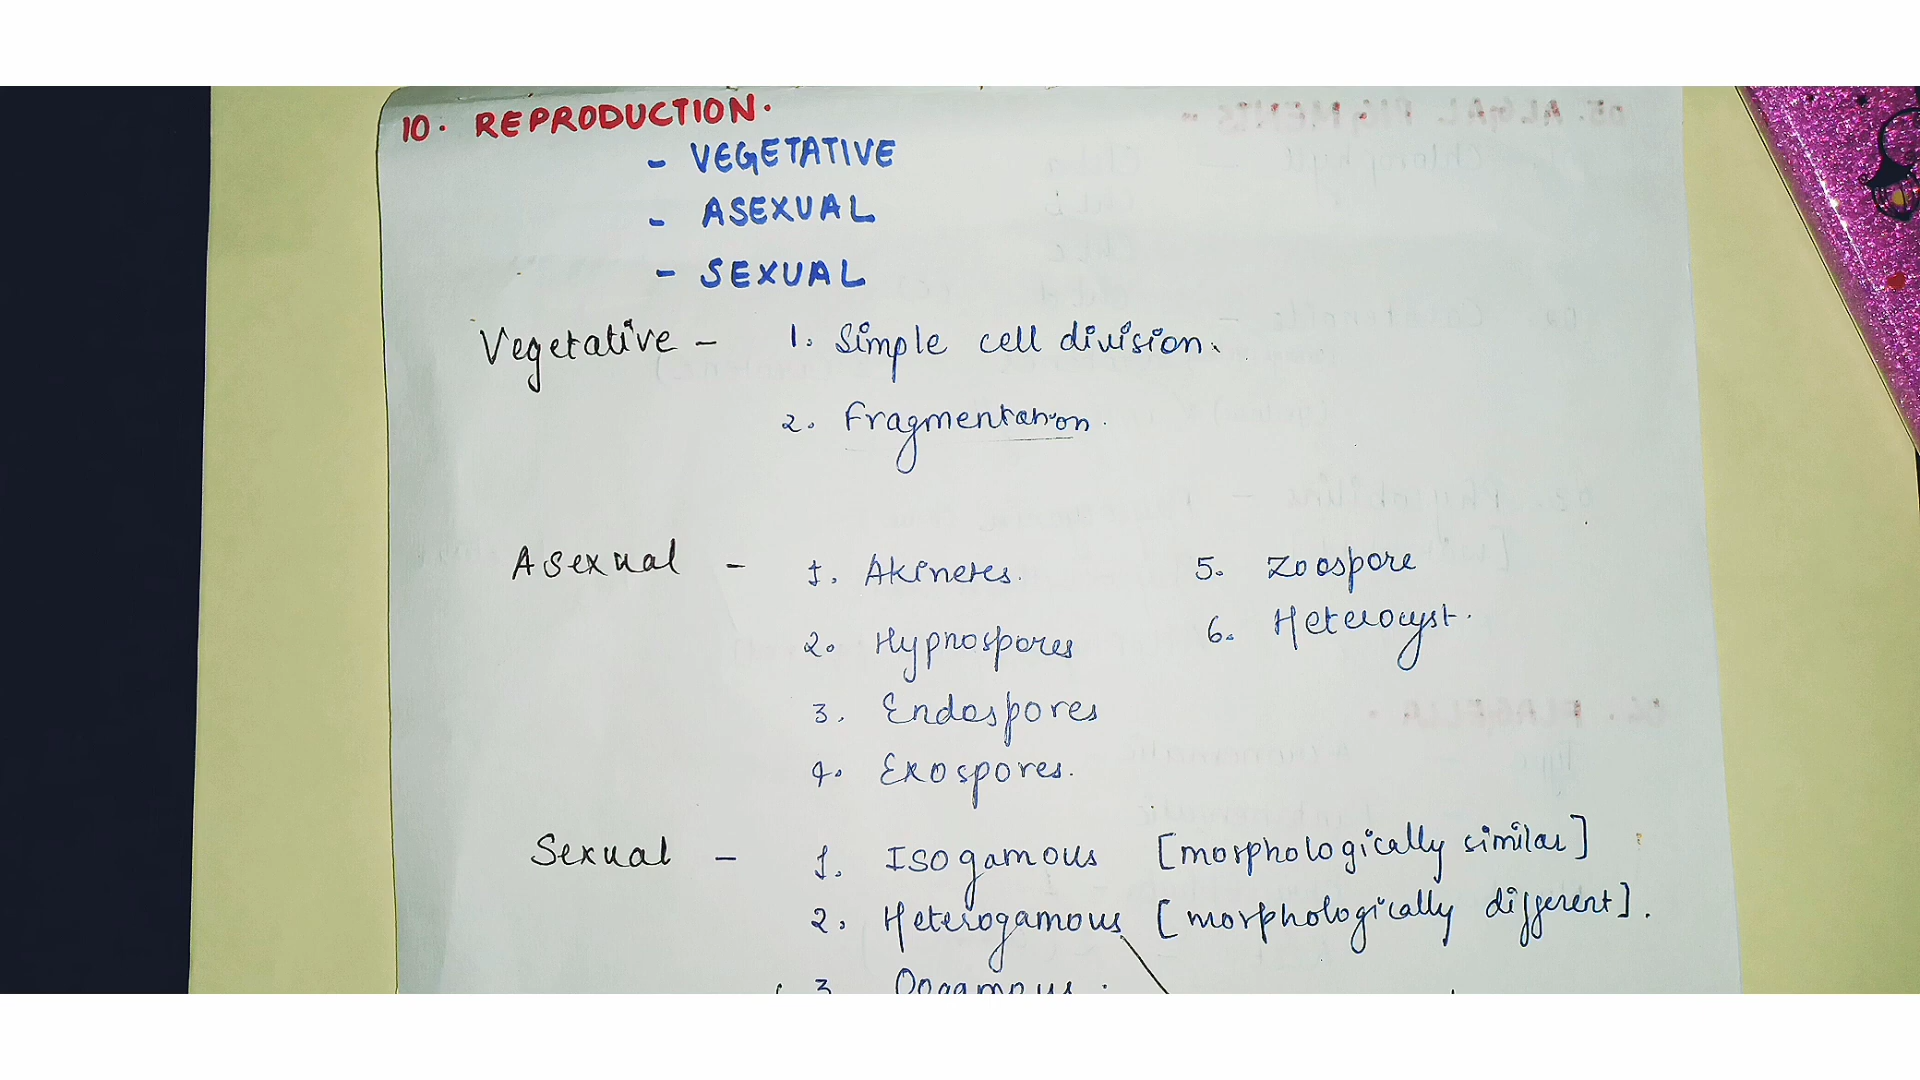 10. REPRODUCTION.
- VEGETATIVE
- ASEXUAL
- SEXUAL
Vegetative - 1. Simple cell division.
2. Fragmentation.
Asexual - 1. Akinetes. 5. Zoospore
2. Hypnospores 6. Heterocyst.
3. Endospores
4. Exospores.
Sexual - 1. Isogamous [morphologically similar]
2. Heterogamous [morphologically different].
3 Oogamous.